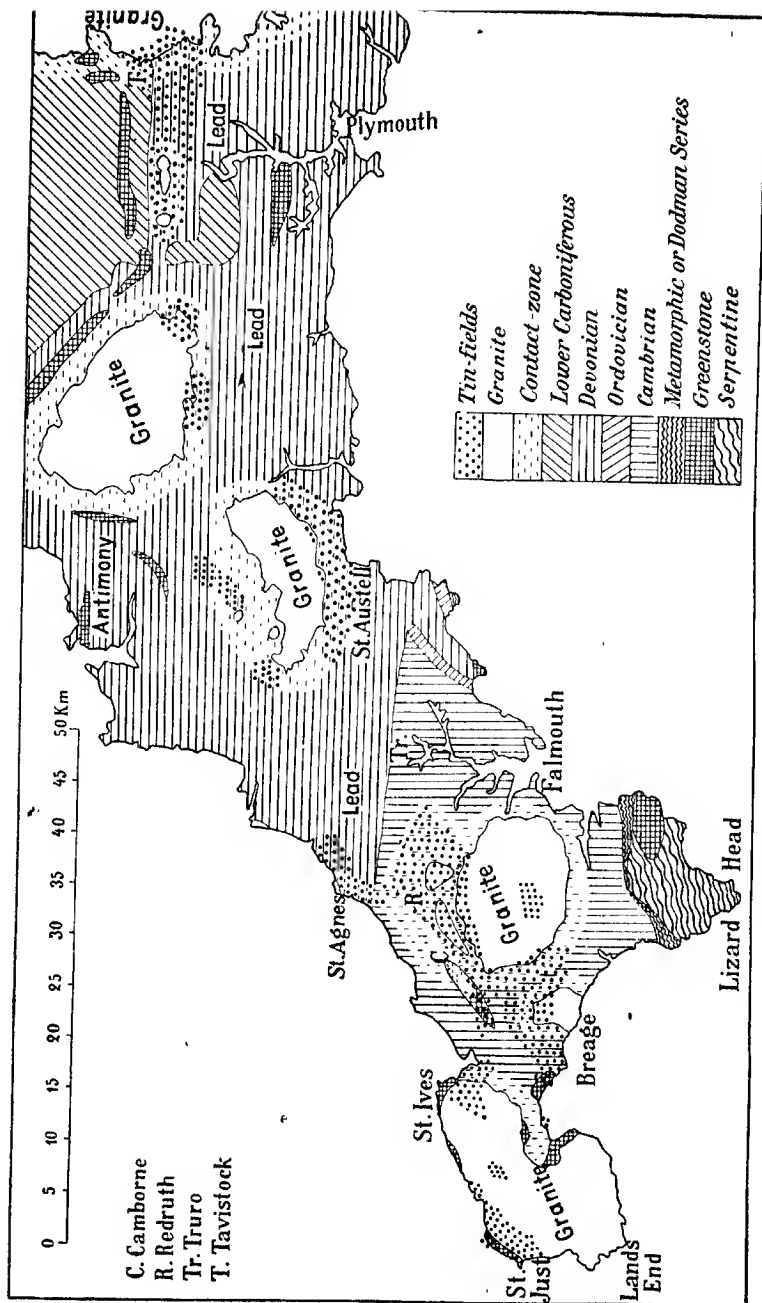 0 5 10 15 20 25 30 35 40 45 50 Km
C. Camborne
R. Redruth
Tr. Truro
T. Tavistock
Antimony
Granite
Granite
T.
Lead
Lead
Plymouth
Granite
St. Austell
Lead
St. Agnes
Tr.
R
C
Falmouth
Granite
St. Ives
Breage
Granite
St.
Just
Lands
End
Lizard Head
Tin-fields
Granite
Contact-zone
Lower Carboniferous
Devonian
Ordovician
Cambrian
Metamorphic or Dodman Series
Greenstone
Serpentine